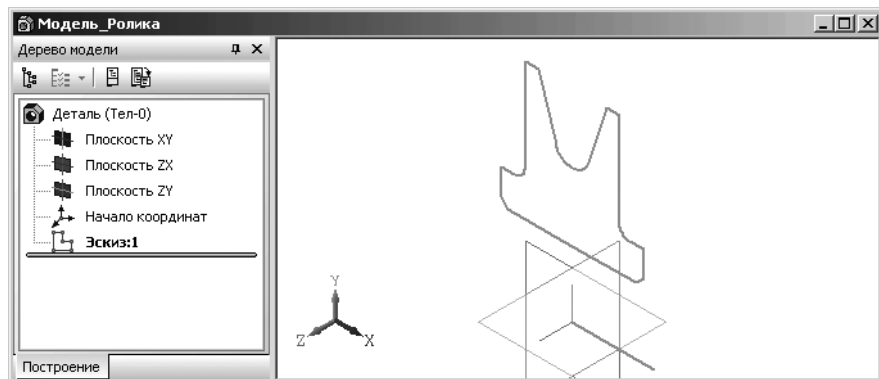 Модель_Ролика
Дерево модели
Деталь (Тел-0)
Плоскость XY
Плоскость ZX
Плоскость ZY
Начало координат
Эскиз:1
Построение
Y
Z
X